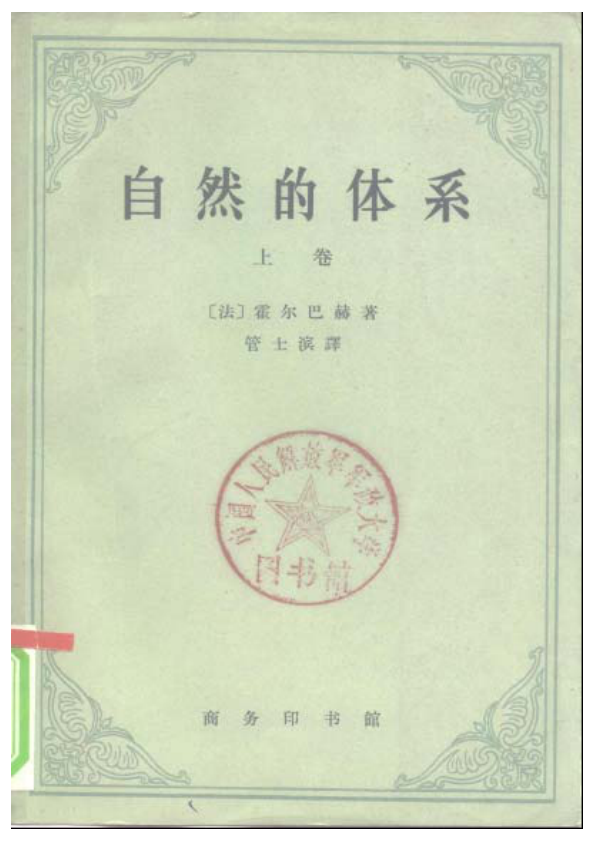 自然的体系
上卷
〔法〕霍尔巴赫著
管士滨譯
中国人民解放军军政大学
图书馆
商务印书館